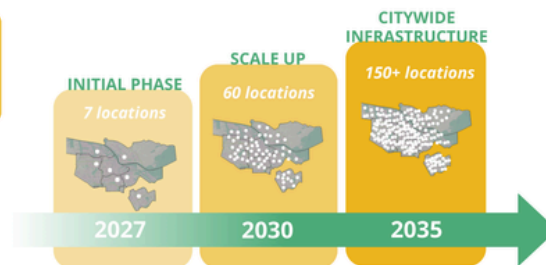 INITIAL PHASE
7 locations
2027
SCALE UP
60 locations
2030
CITYWIDE
INFRASTRUCTURE
150+ locations
2035